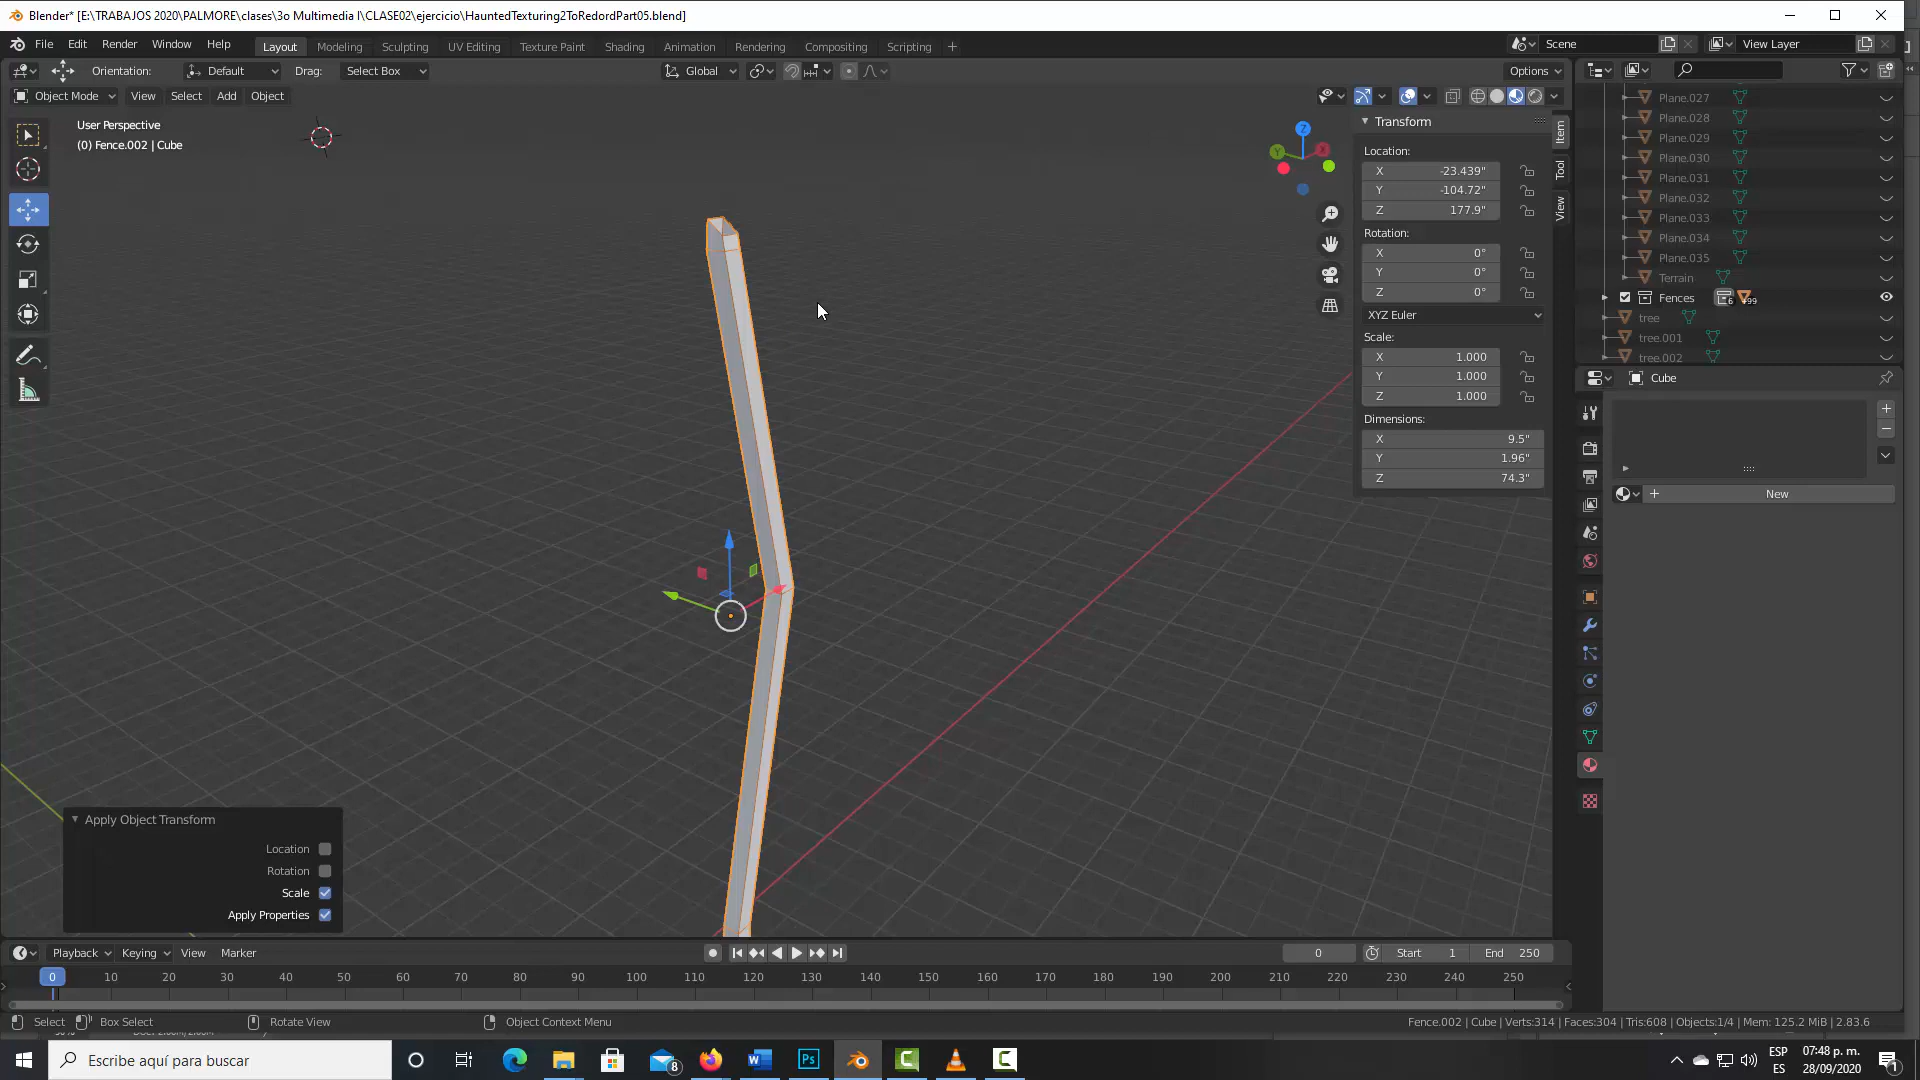 Blender* [E:\TRABAJOS 2020\PALMORE\clases\3o Multimedia I\CLASE02\ejercicio\HauntedTexturing2ToRedordPart05.blend]
File Edit Render Window Help Layout Modeling Sculpting UV Editing Texture Paint Shading Animation Rendering Compositing Scripting + Scene View Layer
Orientation: Default Drag: Select Box Global Options
Object Mode View Select Add Object
User Perspective
(0) Fence.002 | Cube
Z
Y
X
Item
Tool
View
Transform
Location:
X -23.439"
Y -104.72"
Z 177.9"
Rotation:
X 0°
Y 0°
Z 0°
XYZ Euler
Scale:
X 1.000
Y 1.000
Z 1.000
Dimensions:
X 9.5"
Y 1.96"
Z 74.3"
Plane.027
Plane.028
Plane.029
Plane.030
Plane.031
Plane.032
Plane.033
Plane.034
Plane.035
Terrain
Fences 6 +99
tree
tree.001
tree.002
Cube
+ New
Apply Object Transform
Location
Rotation
Scale
Apply Properties
Playback Keying View Marker 0 Start 1 End 250
0 10 20 30 40 50 60 70 80 90 100 110 120 130 140 150 160 170 180 190 200 210 220 230 240 250
Select Box Select Rotate View Object Context Menu Fence.002 | Cube | Verts:314 | Faces:304 | Tris:608 | Objects:1/4 | Mem: 125.2 MiB | 2.83.6
Escribe aquí para buscar 8 W Ps C C ESP 07:48 p. m.
ES 28/09/2020 1